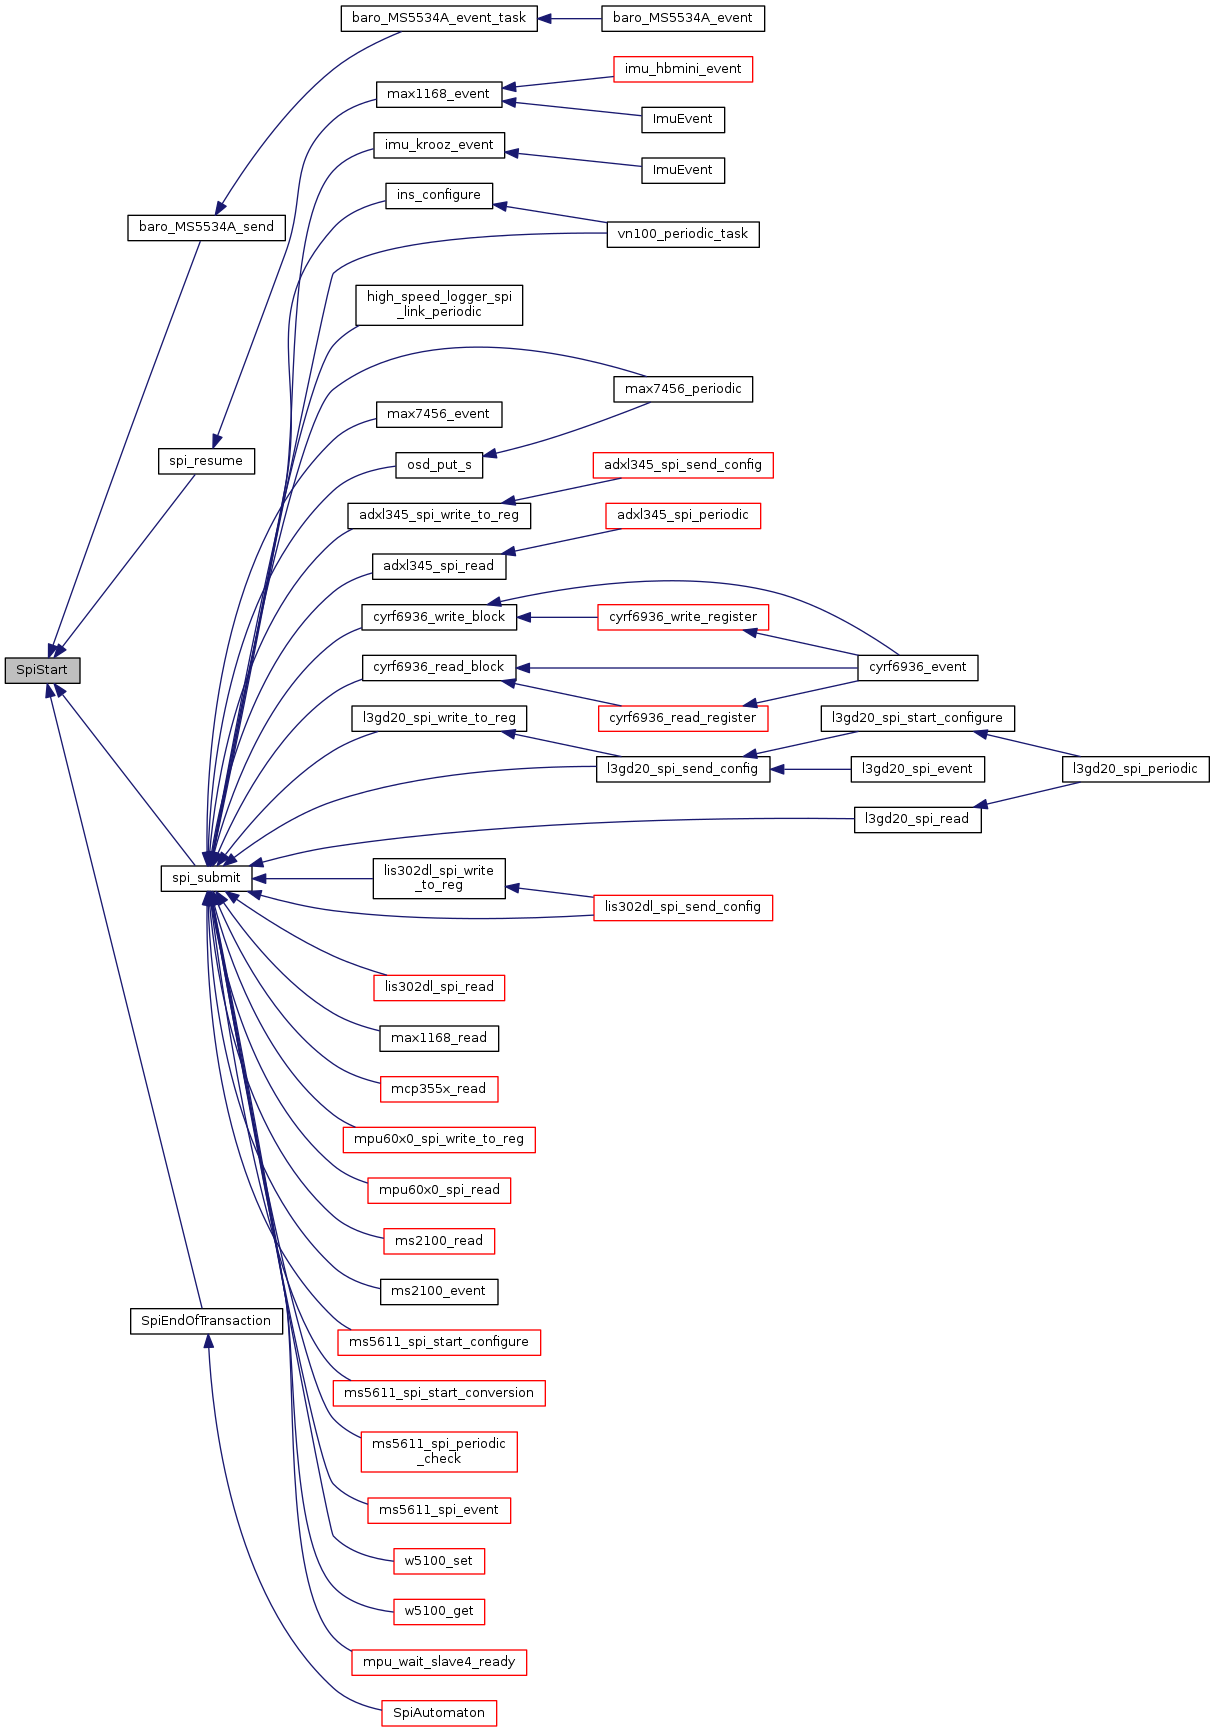 baro_MS5534A_event_task
baro_MS5534A_event
imu_hbmini_event
max1168_event
ImuEvent
imu_krooz_event
ImuEvent
ins_configure
baro_MS5534A_send
vn100_periodic_task
high_speed_logger_spi
_link_periodic
max7456_periodic
max7456_event
spi_resume
osd_put_s
adxl345_spi_send_config
adxl345_spi_write_to_reg
adxl345_spi_periodic
adxl345_spi_read
cyrf6936_write_block
cyrf6936_write_register
SpiStart
cyrf6936_read_block
cyrf6936_event
l3gd20_spi_write_to_reg
cyrf6936_read_register
l3gd20_spi_start_configure
l3gd20_spi_send_config
l3gd20_spi_event
l3gd20_spi_periodic
l3gd20_spi_read
spi_submit
lis302dl_spi_write
_to_reg
lis302dl_spi_send_config
lis302dl_spi_read
max1168_read
mcp355x_read
mpu60x0_spi_write_to_reg
mpu60x0_spi_read
ms2100_read
ms2100_event
SpiEndOfTransaction
ms5611_spi_start_configure
ms5611_spi_start_conversion
ms5611_spi_periodic
_check
ms5611_spi_event
w5100_set
w5100_get
mpu_wait_slave4_ready
SpiAutomaton